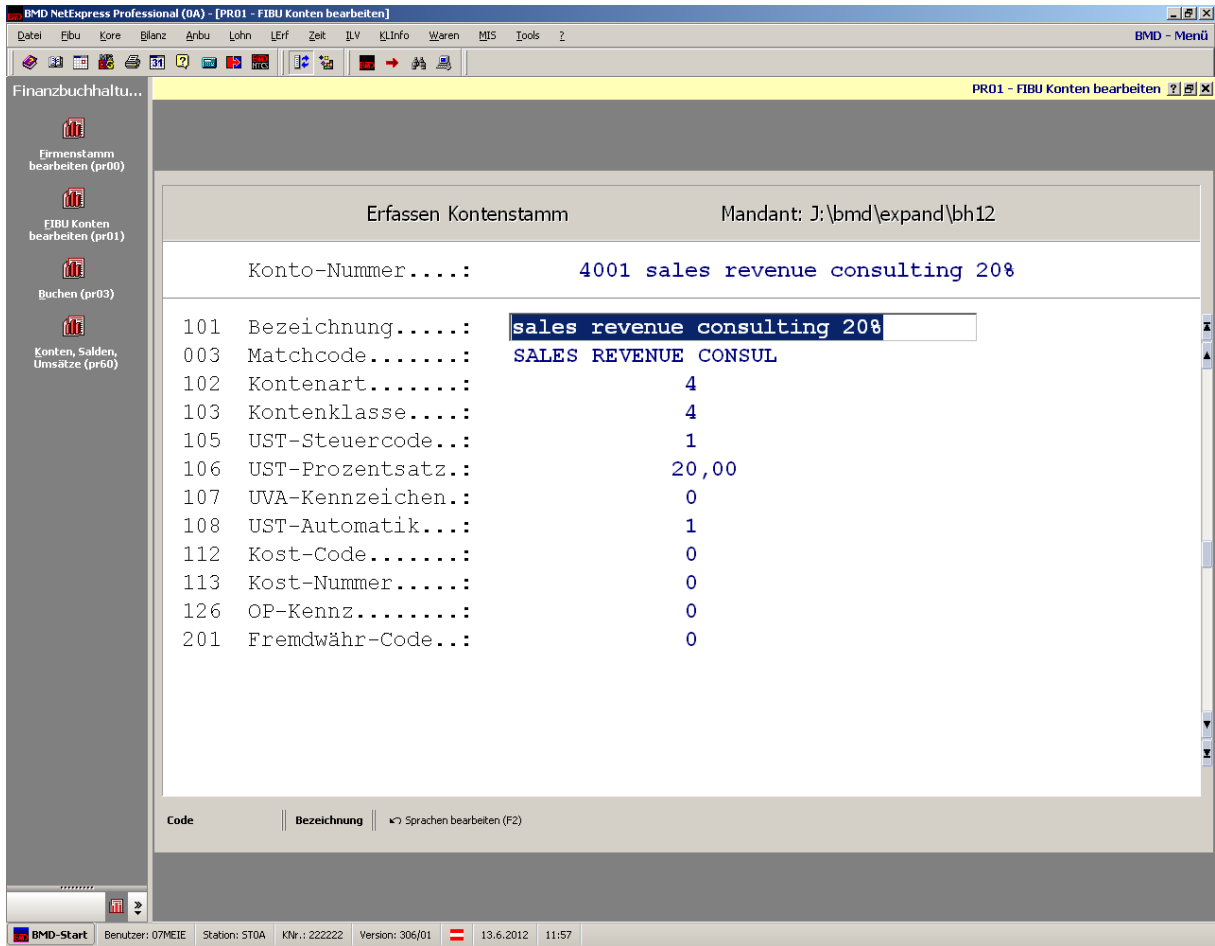 BMD NetExpress Professional (0A) - [PR01 - FIBU Konten bearbeiten]
Datei Fibu Kore Bilanz Anbu Lohn LErf Zeit ILV KLInfo Waren MIS Tools ? BMD - Menü
Finanzbuchhaltu... PR01 - FIBU Konten bearbeiten
Firmenstamm
bearbeiten (pr00)
FIBU Konten
bearbeiten (pr01)
Buchen (pr03)
Konten, Salden,
Umsätze (pr60)
Erfassen Kontenstamm Mandant: J:\bmd\expand\bh12
Konto-Nummer....: 4001 sales revenue consulting 20%
101 Bezeichnung.....: sales revenue consulting 20%
003 Matchcode.......: SALES REVENUE CONSUL
102 Kontenart.......: 4
103 Kontenklasse....: 4
105 UST-Steuercode..: 1
106 UST-Prozentsatz.: 20,00
107 UVA-Kennzeichen.: 0
108 UST-Automatik...: 1
112 Kost-Code.......: 0
113 Kost-Nummer.....: 0
126 OP-Kennz........: 0
201 Fremdwähr-Code..: 0
Code Bezeichnung Sprachen bearbeiten (F2)
BMD-Start Benutzer: 07MEIE Station: ST0A KNr.: 222222 Version: 306/01 13.6.2012 11:57